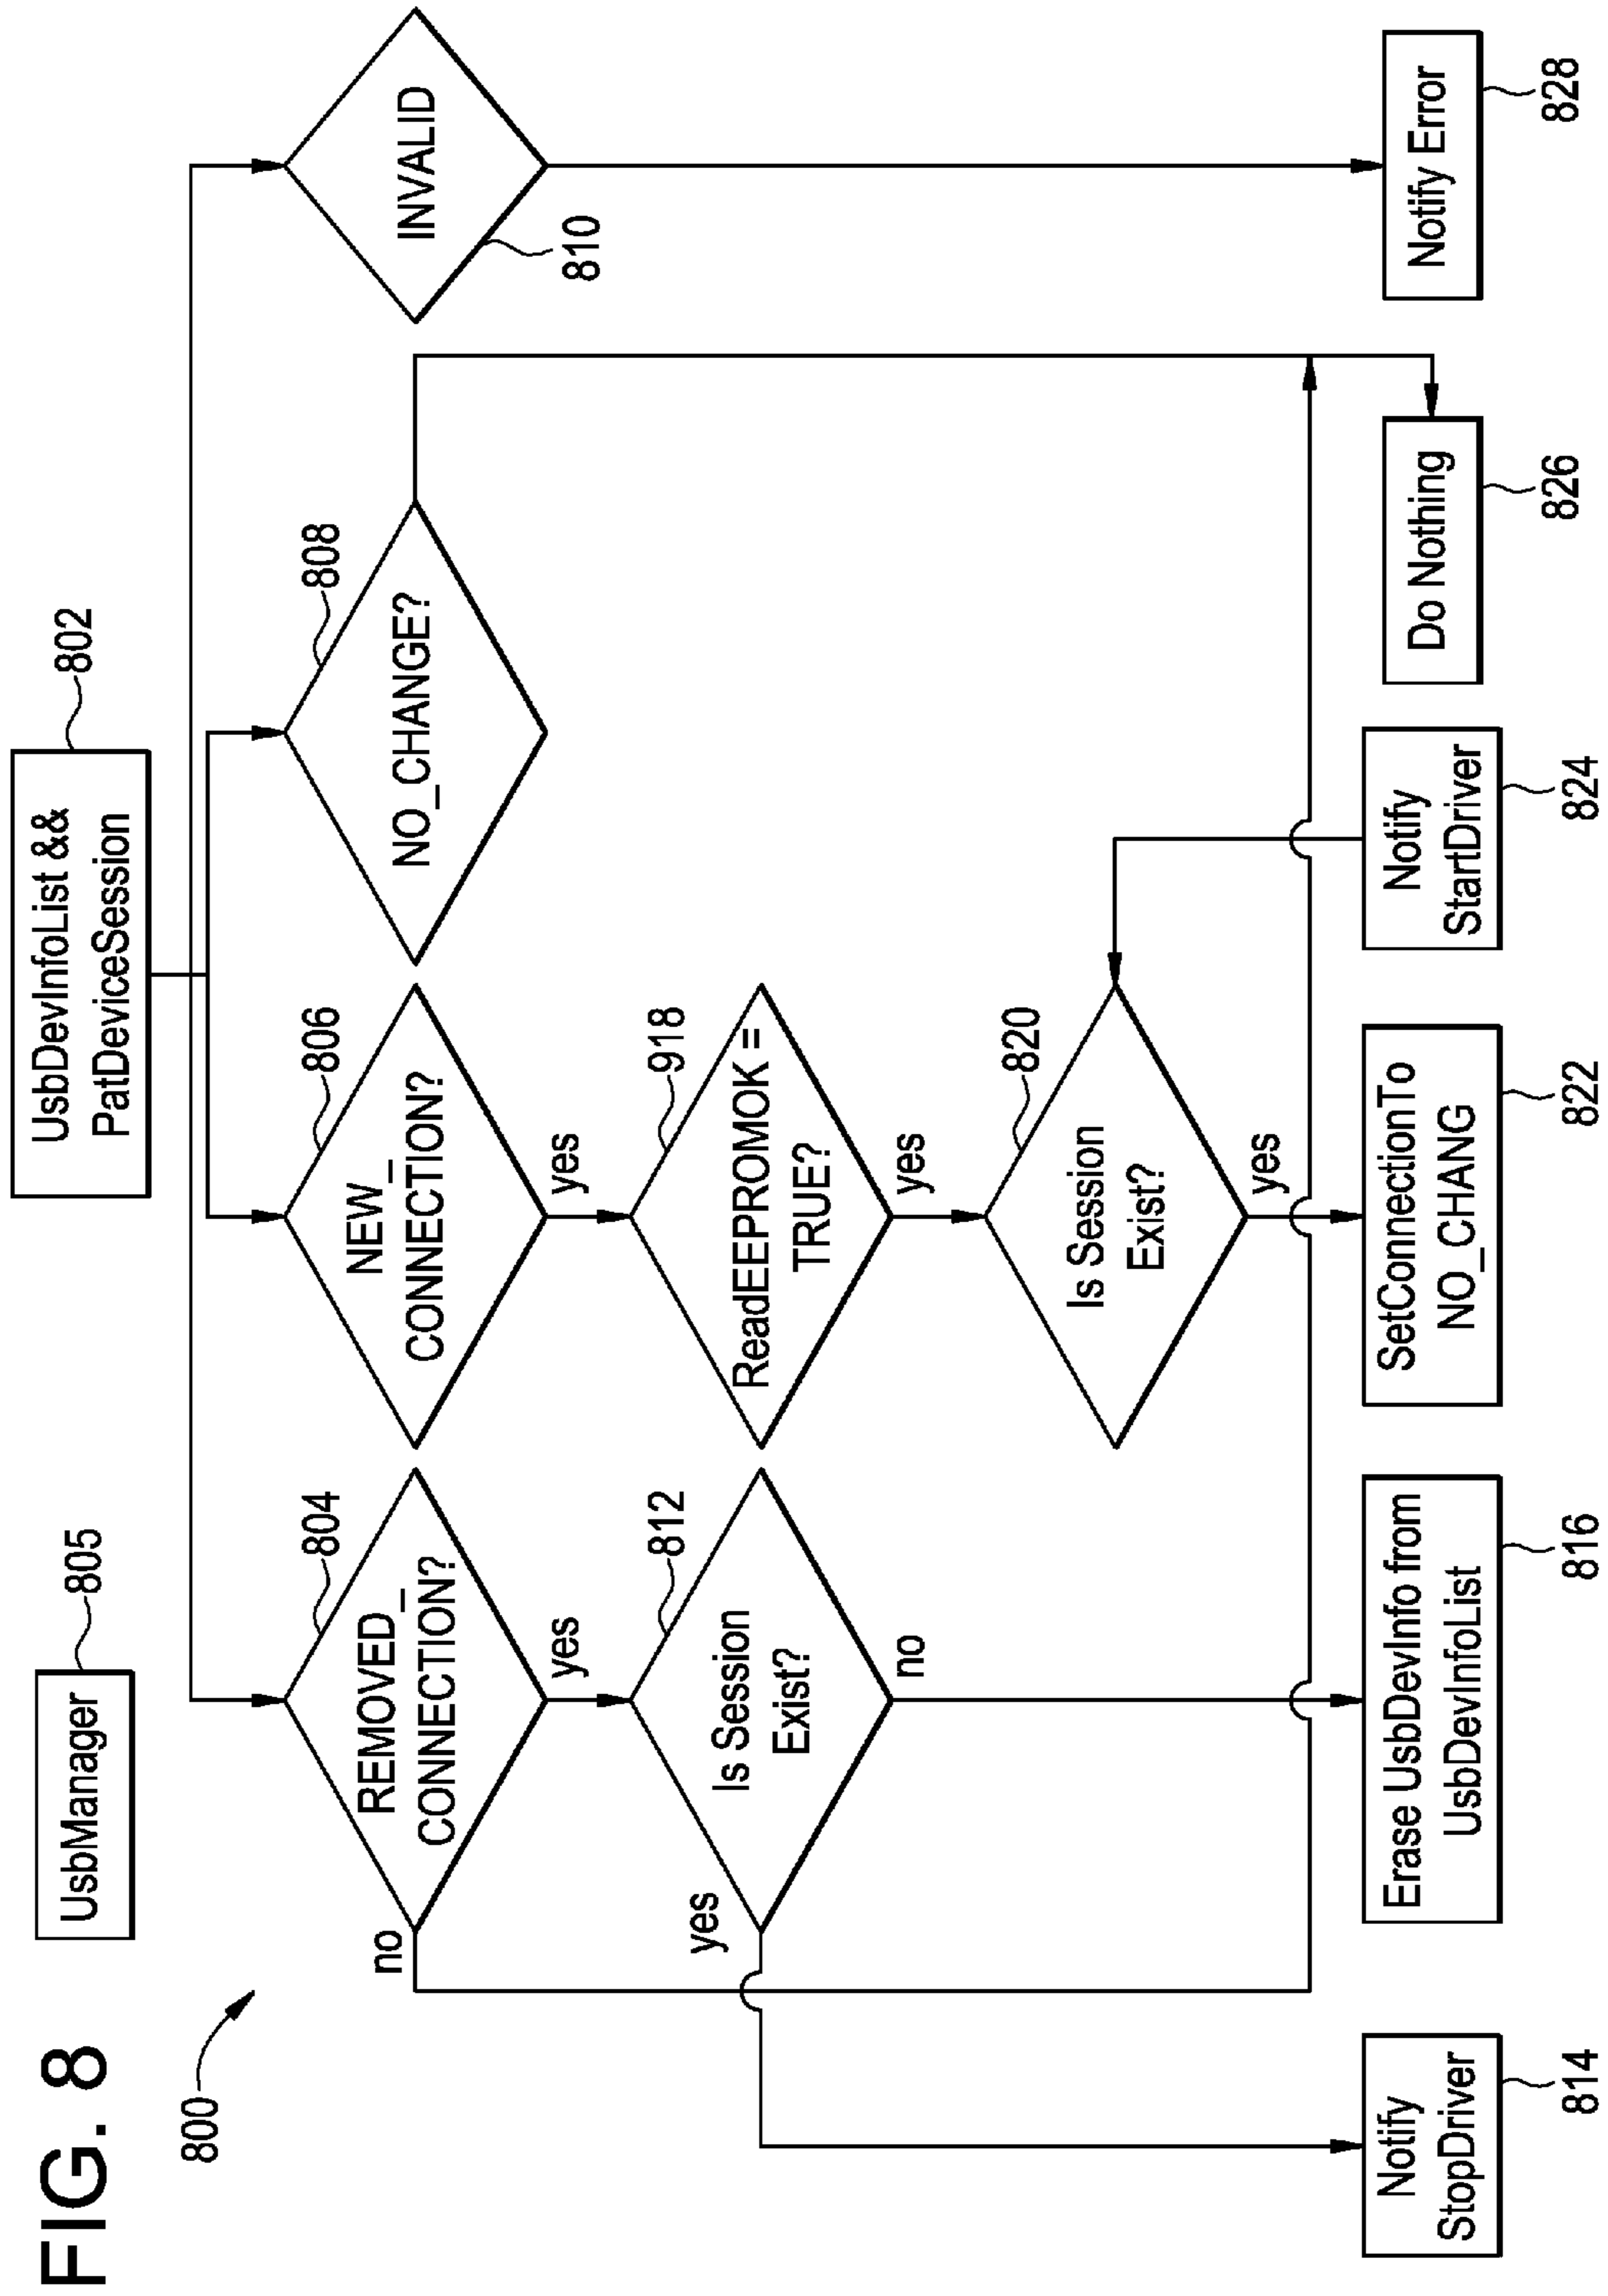 FIG. 8
800
UsbManager
805
UsbDevInfoList &&
PatDeviceSession
802
REMOVED_
CONNECTION?
804
no
yes
NEW_
CONNECTION?
806
yes
NO_CHANGE?
808
INVALID
810
Is Session
Exist?
812
yes
no
ReadEEPROMOK =
TRUE?
918
yes
Is Session
Exist?
820
yes
Notify
StopDriver
814
Erase UsbDevInfo from
UsbDevInfoList
816
SetConnectionTo
NO_CHANG
822
Notify
StartDriver
824
Do Nothing
826
Notify Error
828